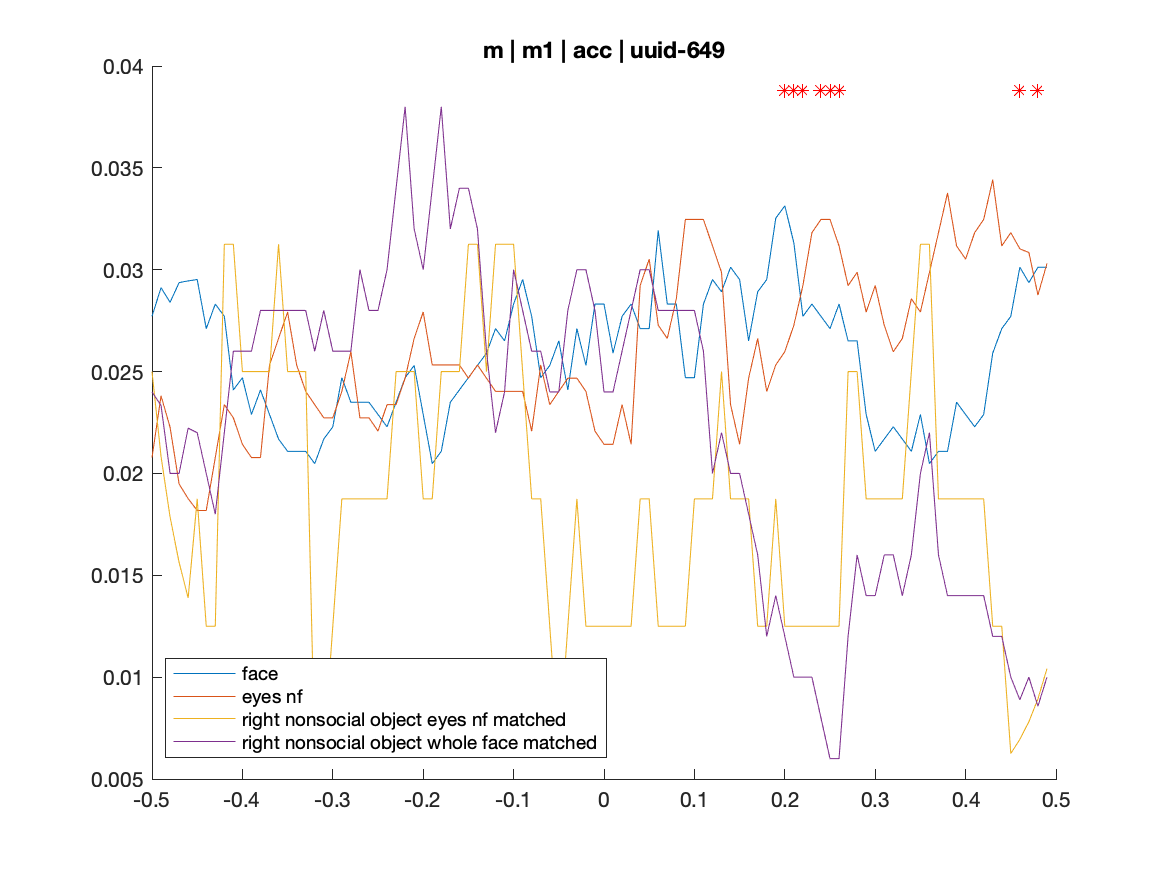 m | m1 | acc | uuid-649
0.04
0.035
0.03
0.025
0.02
0.015
0.01
0.005
face
eyes nf
right nonsocial object eyes nf matched
right nonsocial object whole face matched
-0.5 -0.4 -0.3 -0.2 -0.1 0 0.1 0.2 0.3 0.4 0.5